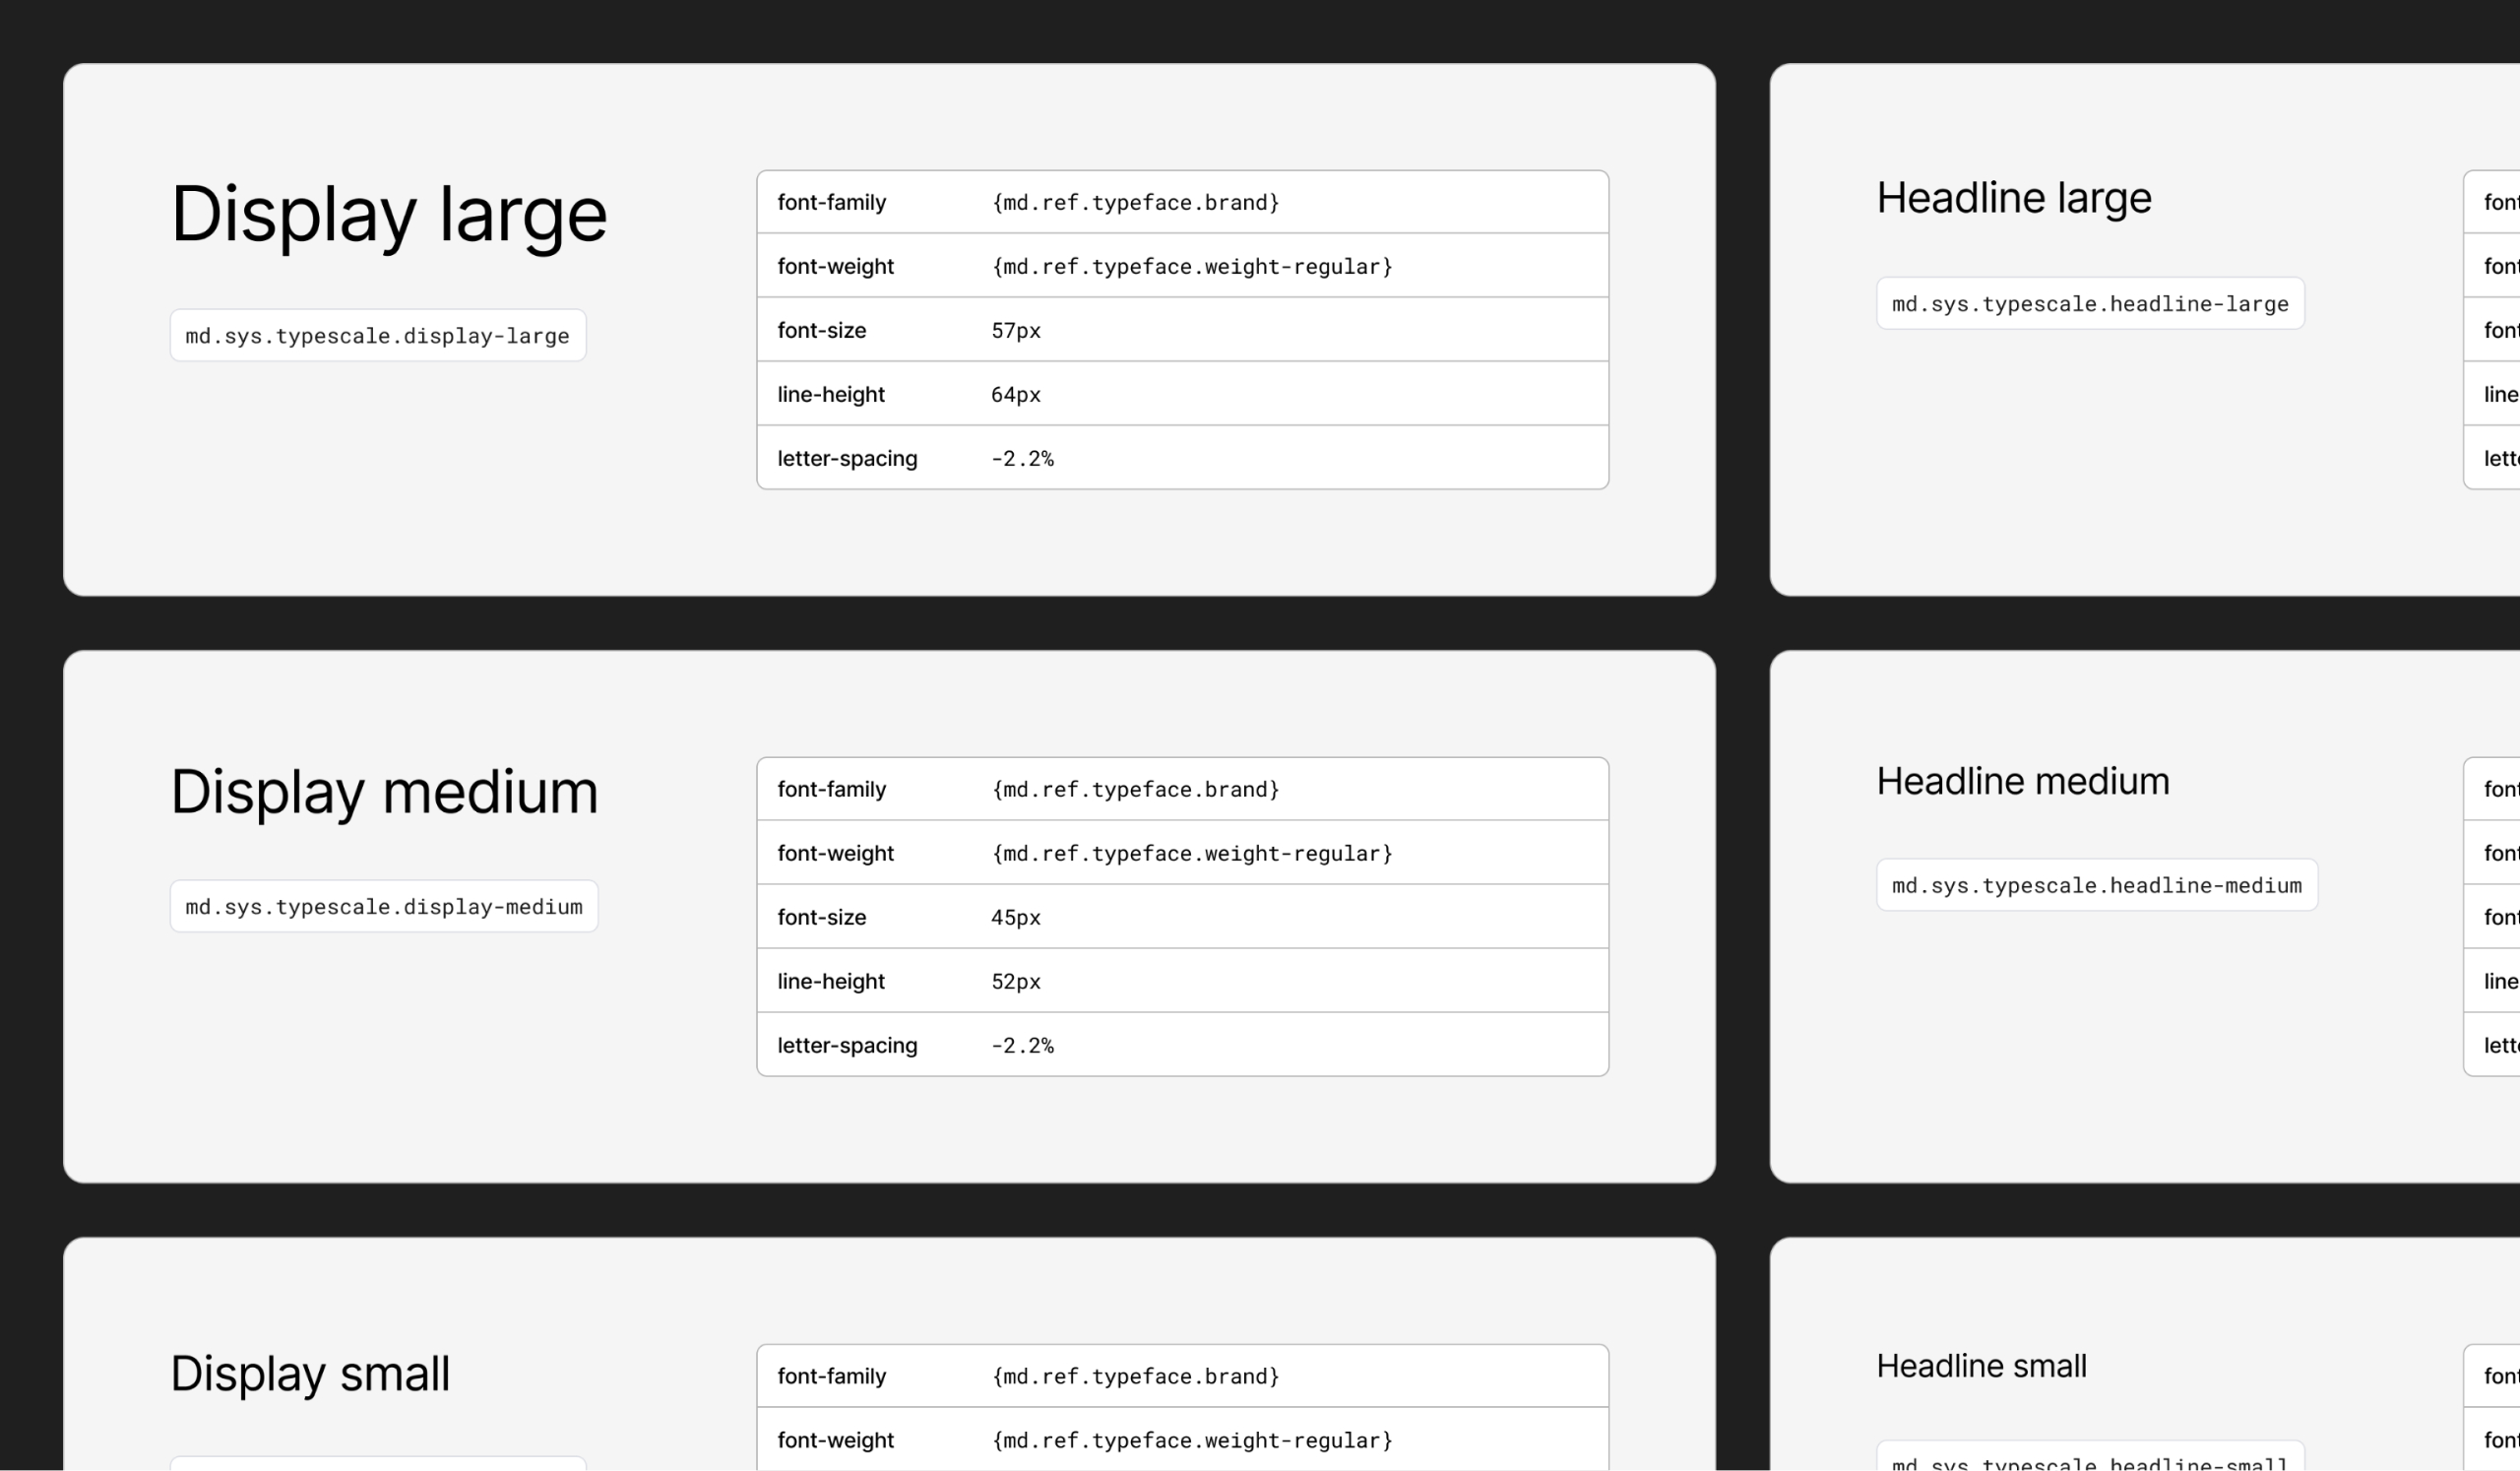 Display large
md.sys.typescale.display-large
font-family {md.ref.typeface.brand}
font-weight {md.ref.typeface.weight-regular}
font-size 57px
line-height 64px
letter-spacing -2.2%
Headline large
md.sys.typescale.headline-large
font
font
font
line
lett
Display medium
md.sys.typescale.display-medium
font-family {md.ref.typeface.brand}
font-weight {md.ref.typeface.weight-regular}
font-size 45px
line-height 52px
letter-spacing -2.2%
Headline medium
md.sys.typescale.headline-medium
font
font
font
line
lett
Display small
font-family {md.ref.typeface.brand}
font-weight {md.ref.typeface.weight-regular}
Headline small
md.sys.typescale.headline-small
font
font